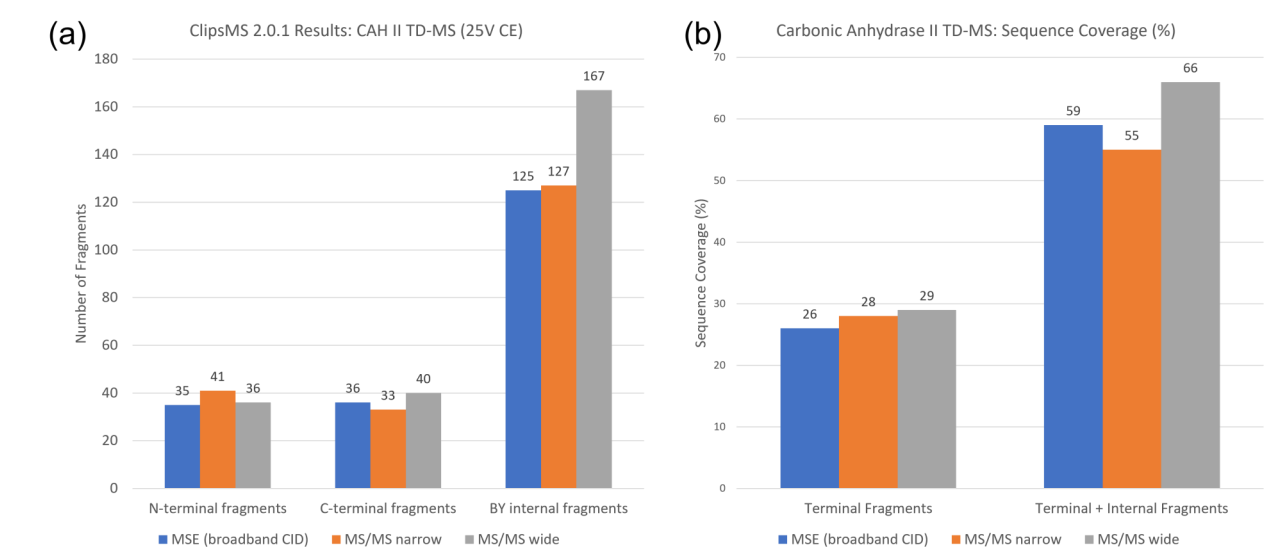 (a)
ClipsMS 2.0.1 Results: CAH II TD-MS (25V CE)
Number of Fragments
180
160
140
120
100
80
60
40
20
0
35
41
36
36
33
40
125
127
167
N-terminal fragments
C-terminal fragments
BY internal fragments
MSE (broadband CID)
MS/MS narrow
MS/MS wide
(b)
Carbonic Anhydrase II TD-MS: Sequence Coverage (%)
Sequence Coverage (%)
70
60
50
40
30
20
10
0
26
28
29
59
55
66
Terminal Fragments
Terminal + Internal Fragments
MSE (broadband CID)
MS/MS narrow
MS/MS wide